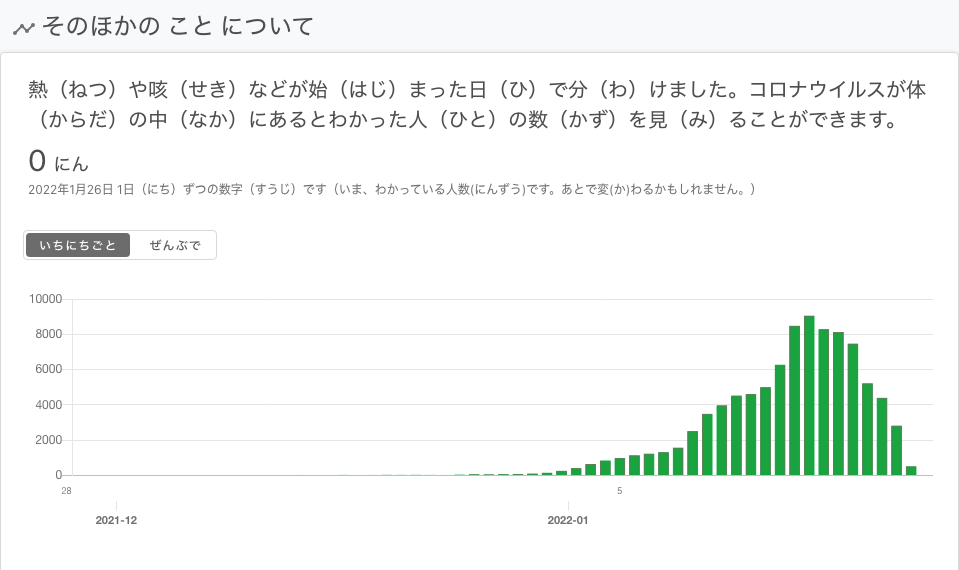 そのほかの こと について
熱（ねつ）や咳（せき）などが始（はじ）まった日（ひ）で分（わ）けました。コロナウイルスが体
（からだ）の中（なか）にあるとわかった人（ひと）の数（かず）を見（み）ることができます。
0 にん
2022年1月26日 1日（にち）ずつの数字（すうじ）です（いま、わかっている人数(にんずう)です。あとで変(か)わるかもしれません。）
いちにちごと ぜんぶで
10000
8000
6000
4000
2000
0
28 5
2021-12 2022-01